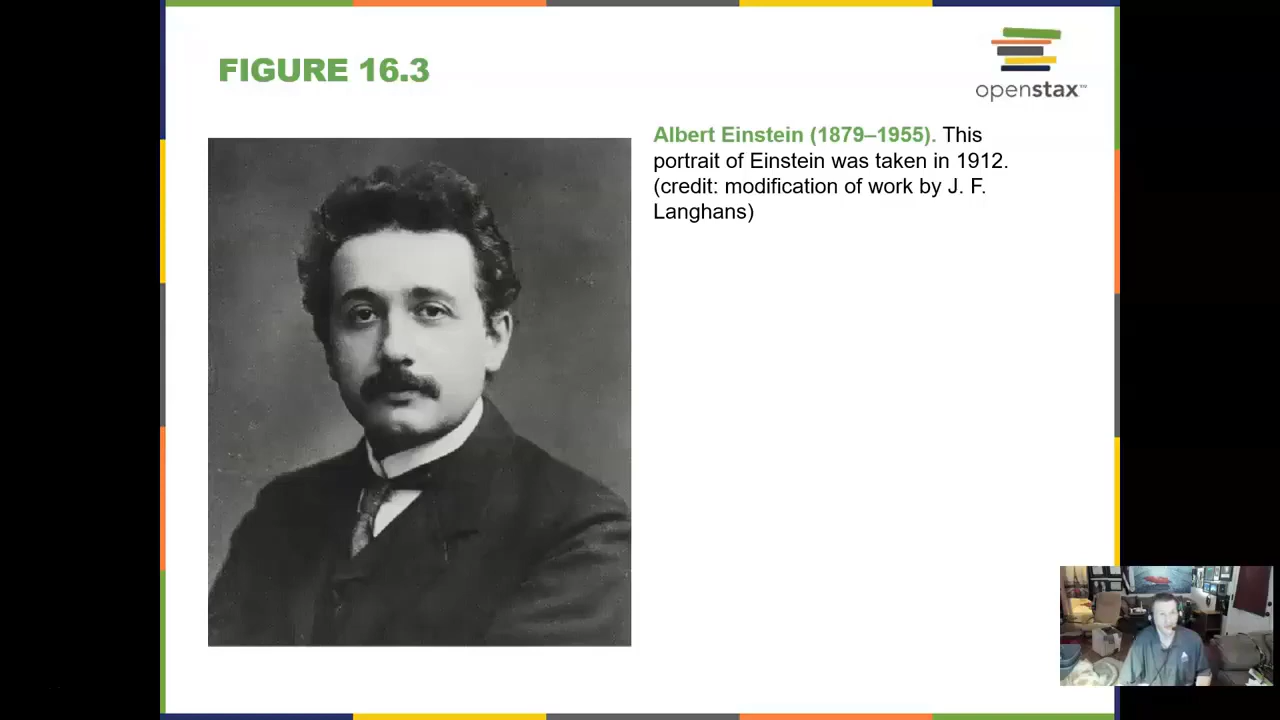 FIGURE 16.3
openstax™
Albert Einstein (1879–1955). This
portrait of Einstein was taken in 1912.
(credit: modification of work by J. F.
Langhans)